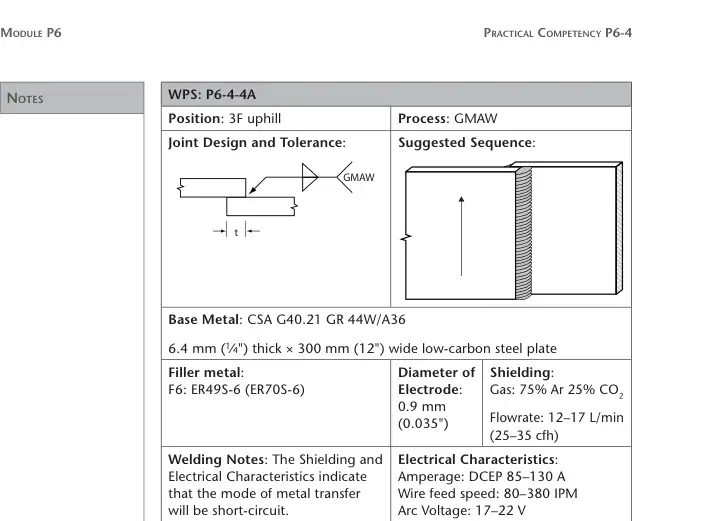 MODULE P6
PRACTICAL COMPETENCY P6-4
NOTES
WPS: P6-4-4A
Position: 3F uphill
Process: GMAW
Joint Design and Tolerance:
GMAW
t
Suggested Sequence:
Base Metal: CSA G40.21 GR 44W/A36
6.4 mm (¼") thick × 300 mm (12") wide low-carbon steel plate
Filler metal:
F6: ER49S-6 (ER70S-6)
Diameter of
Electrode:
0.9 mm
(0.035")
Shielding:
Gas: 75% Ar 25% CO₂
Flowrate: 12–17 L/min
(25–35 cfh)
Welding Notes: The Shielding and
Electrical Characteristics indicate
that the mode of metal transfer
will be short-circuit.
Electrical Characteristics:
Amperage: DCEP 85–130 A
Wire feed speed: 80–380 IPM
Arc Voltage: 17–22 V